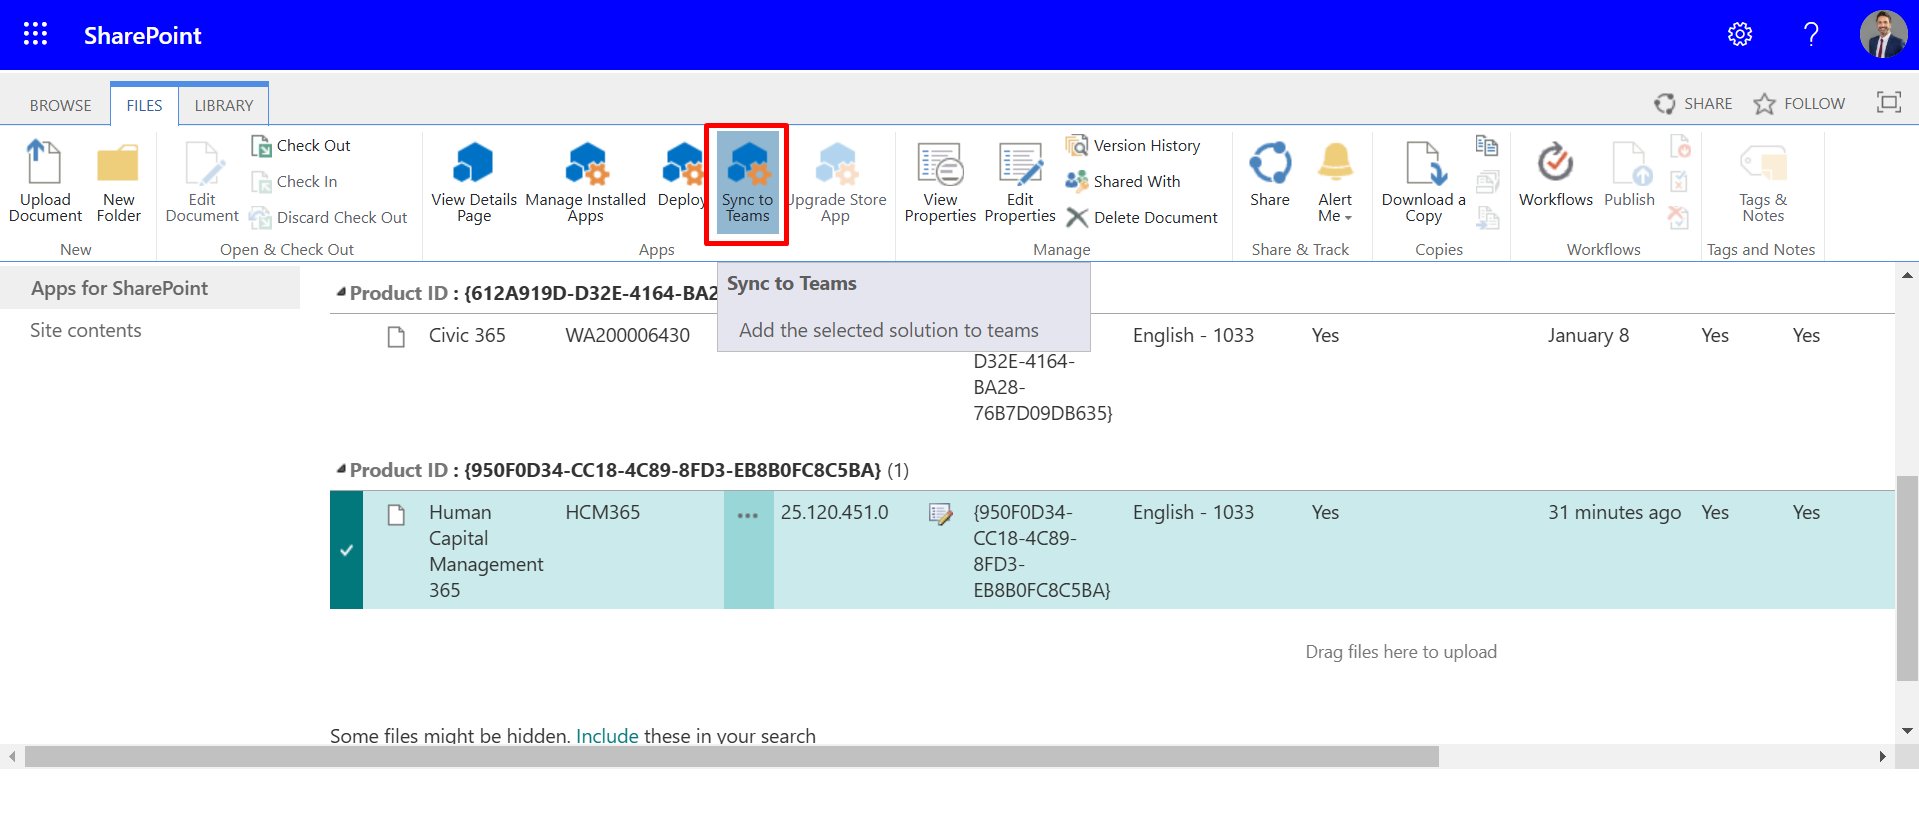 SharePoint
?
BROWSE FILES LIBRARY
SHARE FOLLOW
Upload Document
New Folder
New
Edit Document
Check Out
Check In
Discard Check Out
Open & Check Out
View Details Page
Manage Installed Apps
Deploy
Sync to Teams
Upgrade Store App
Apps
View Properties
Edit Properties
Version History
Shared With
Delete Document
Manage
Share
Alert Me
Share & Track
Download a Copy
Copies
Workflows
Publish
Workflows
Tags & Notes
Tags and Notes
Apps for SharePoint
Site contents
Sync to Teams
Add the selected solution to teams
Product ID : {612A919D-D32E-4164-BA2
Civic 365 WA200006430 English - 1033 Yes January 8 Yes Yes
D32E-4164-
BA28-
76B7D09DB635}
Product ID : {950F0D34-CC18-4C89-8FD3-EB8B0FC8C5BA} (1)
Human HCM365 ... 25.120.451.0 {950F0D34- English - 1033 Yes 31 minutes ago Yes Yes
Capital CC18-4C89-
Management 8FD3-
365 EB8B0FC8C5BA}
Drag files here to upload
Some files might be hidden. Include these in your search